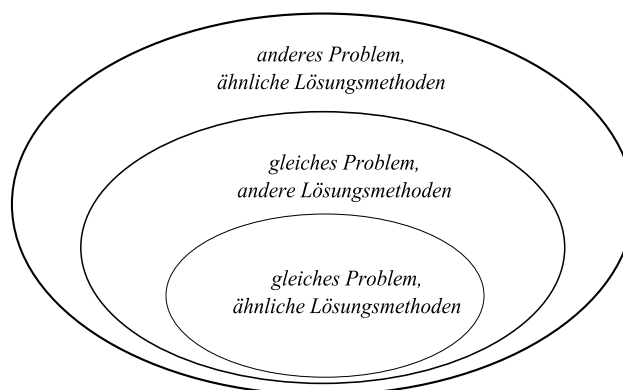 anderes Problem,
ähnliche Lösungsmethoden
gleiches Problem,
andere Lösungsmethoden
gleiches Problem,
ähnliche Lösungsmethoden